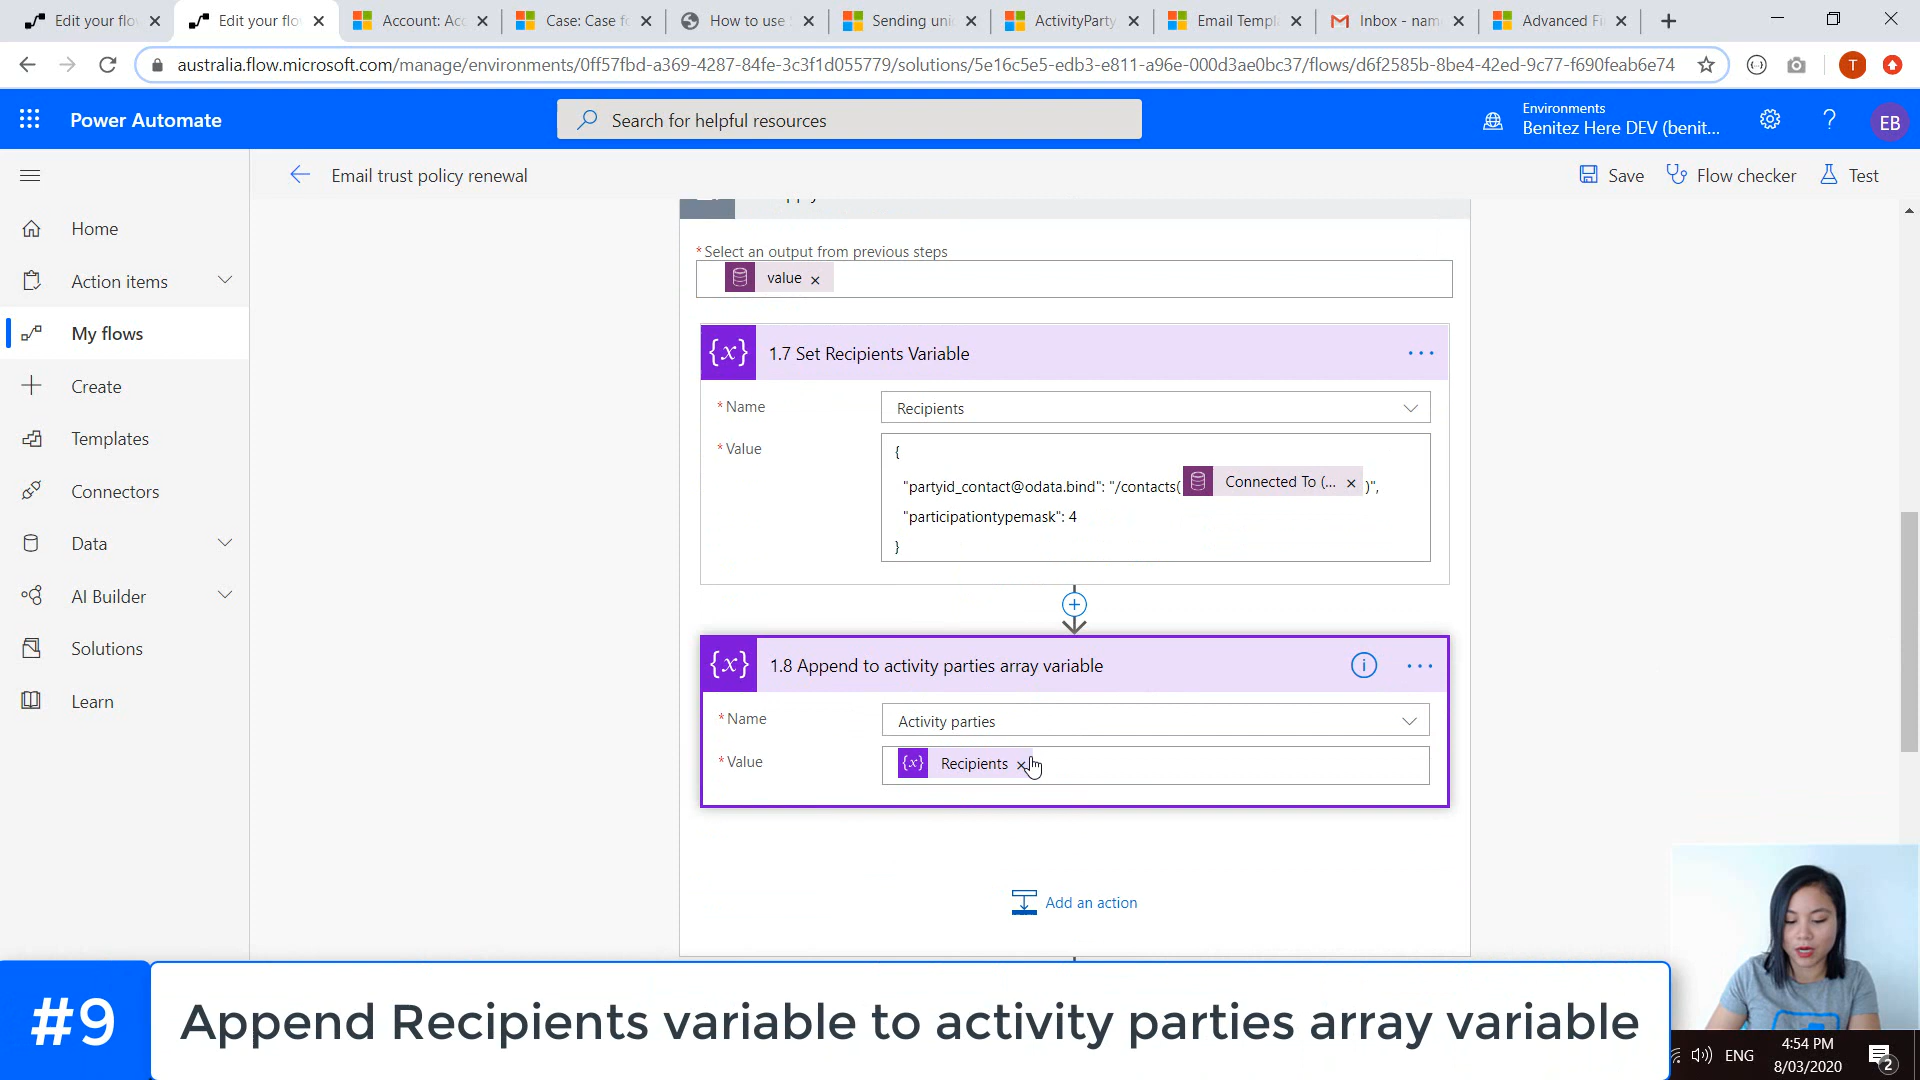 Edit your flo
Edit your flo
Account: Acc
Case: Case f
How to use
Sending uni
ActivityParty
Email Templ
Inbox - nam
Advanced Fi
australia.flow.microsoft.com/manage/environments/0ff57fbd-a369-4287-84fe-3c3f1d055779/solutions/5e16c5e5-edb3-e811-a96e-000d3ae0bc37/flows/d6f2585b-8be4-42ed-9c77-f690feab6e74
T
Power Automate
Search for helpful resources
Environments
Benitez Here DEV (benit...
?
EB
Email trust policy renewal
Save
Flow checker
Test
Home
Action items
My flows
Create
Templates
Connectors
Data
AI Builder
Solutions
Learn
*Select an output from previous steps
value ×
{x} 1.7 Set Recipients Variable ...
*Name
Recipients
*Value
{
"partyid_contact@odata.bind": "/contacts( Connected To (... × )",
"participationtypemask": 4
}
{x} 1.8 Append to activity parties array variable ...
*Name
Activity parties
*Value
{x} Recipients ×
Add an action
#9
Append Recipients variable to activity parties array variable
ENG
4:54 PM
8/03/2020
2